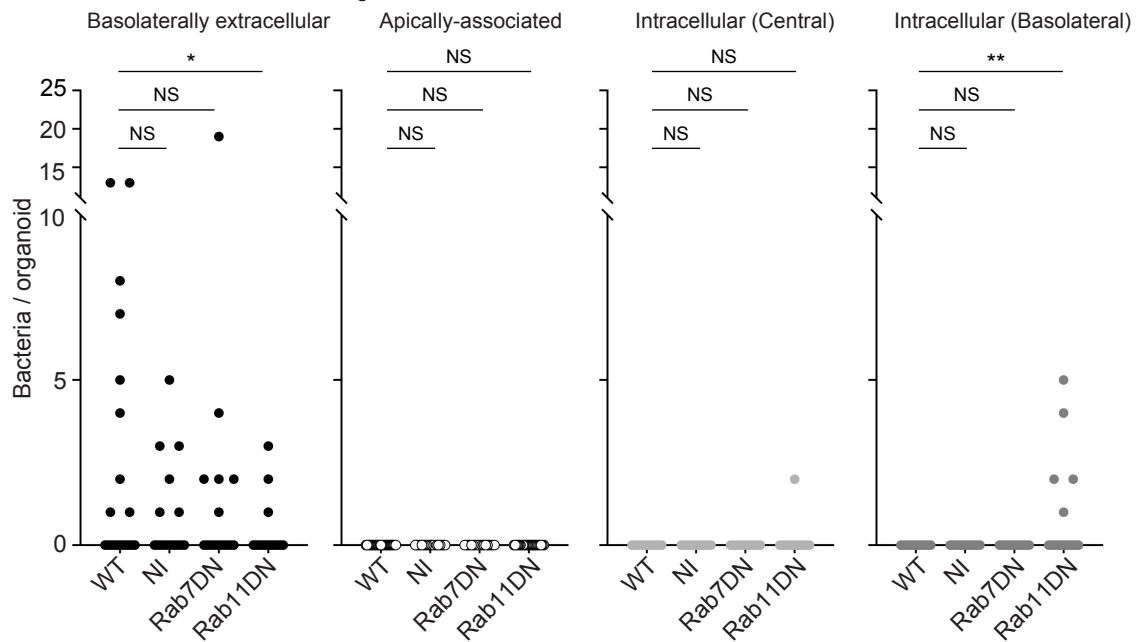 Basolaterally extracellular
Apically-associated
Intracellular (Central)
Intracellular (Basolateral)
*
NS
NS
NS
NS
NS
NS
NS
NS
**
NS
NS
25
20
15
10
5
0
Bacteria / organoid
WT
NI
Rab7DN
Rab11DN
WT
NI
Rab7DN
Rab11DN
WT
NI
Rab7DN
Rab11DN
WT
NI
Rab7DN
Rab11DN